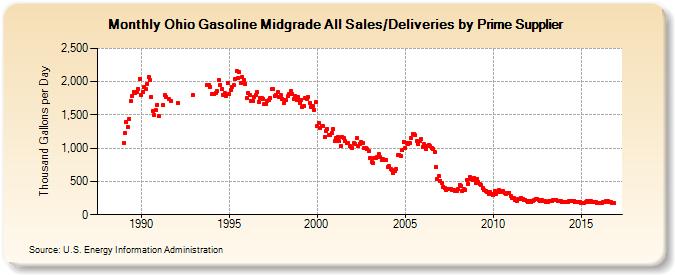 Monthly Ohio Gasoline Midgrade All Sales/Deliveries by Prime Supplier
Thousand Gallons per Day
2,500
2,000
1,500
1,000
500
0
1990 1995 2000 2005 2010 2015
Source: U.S. Energy Information Administration